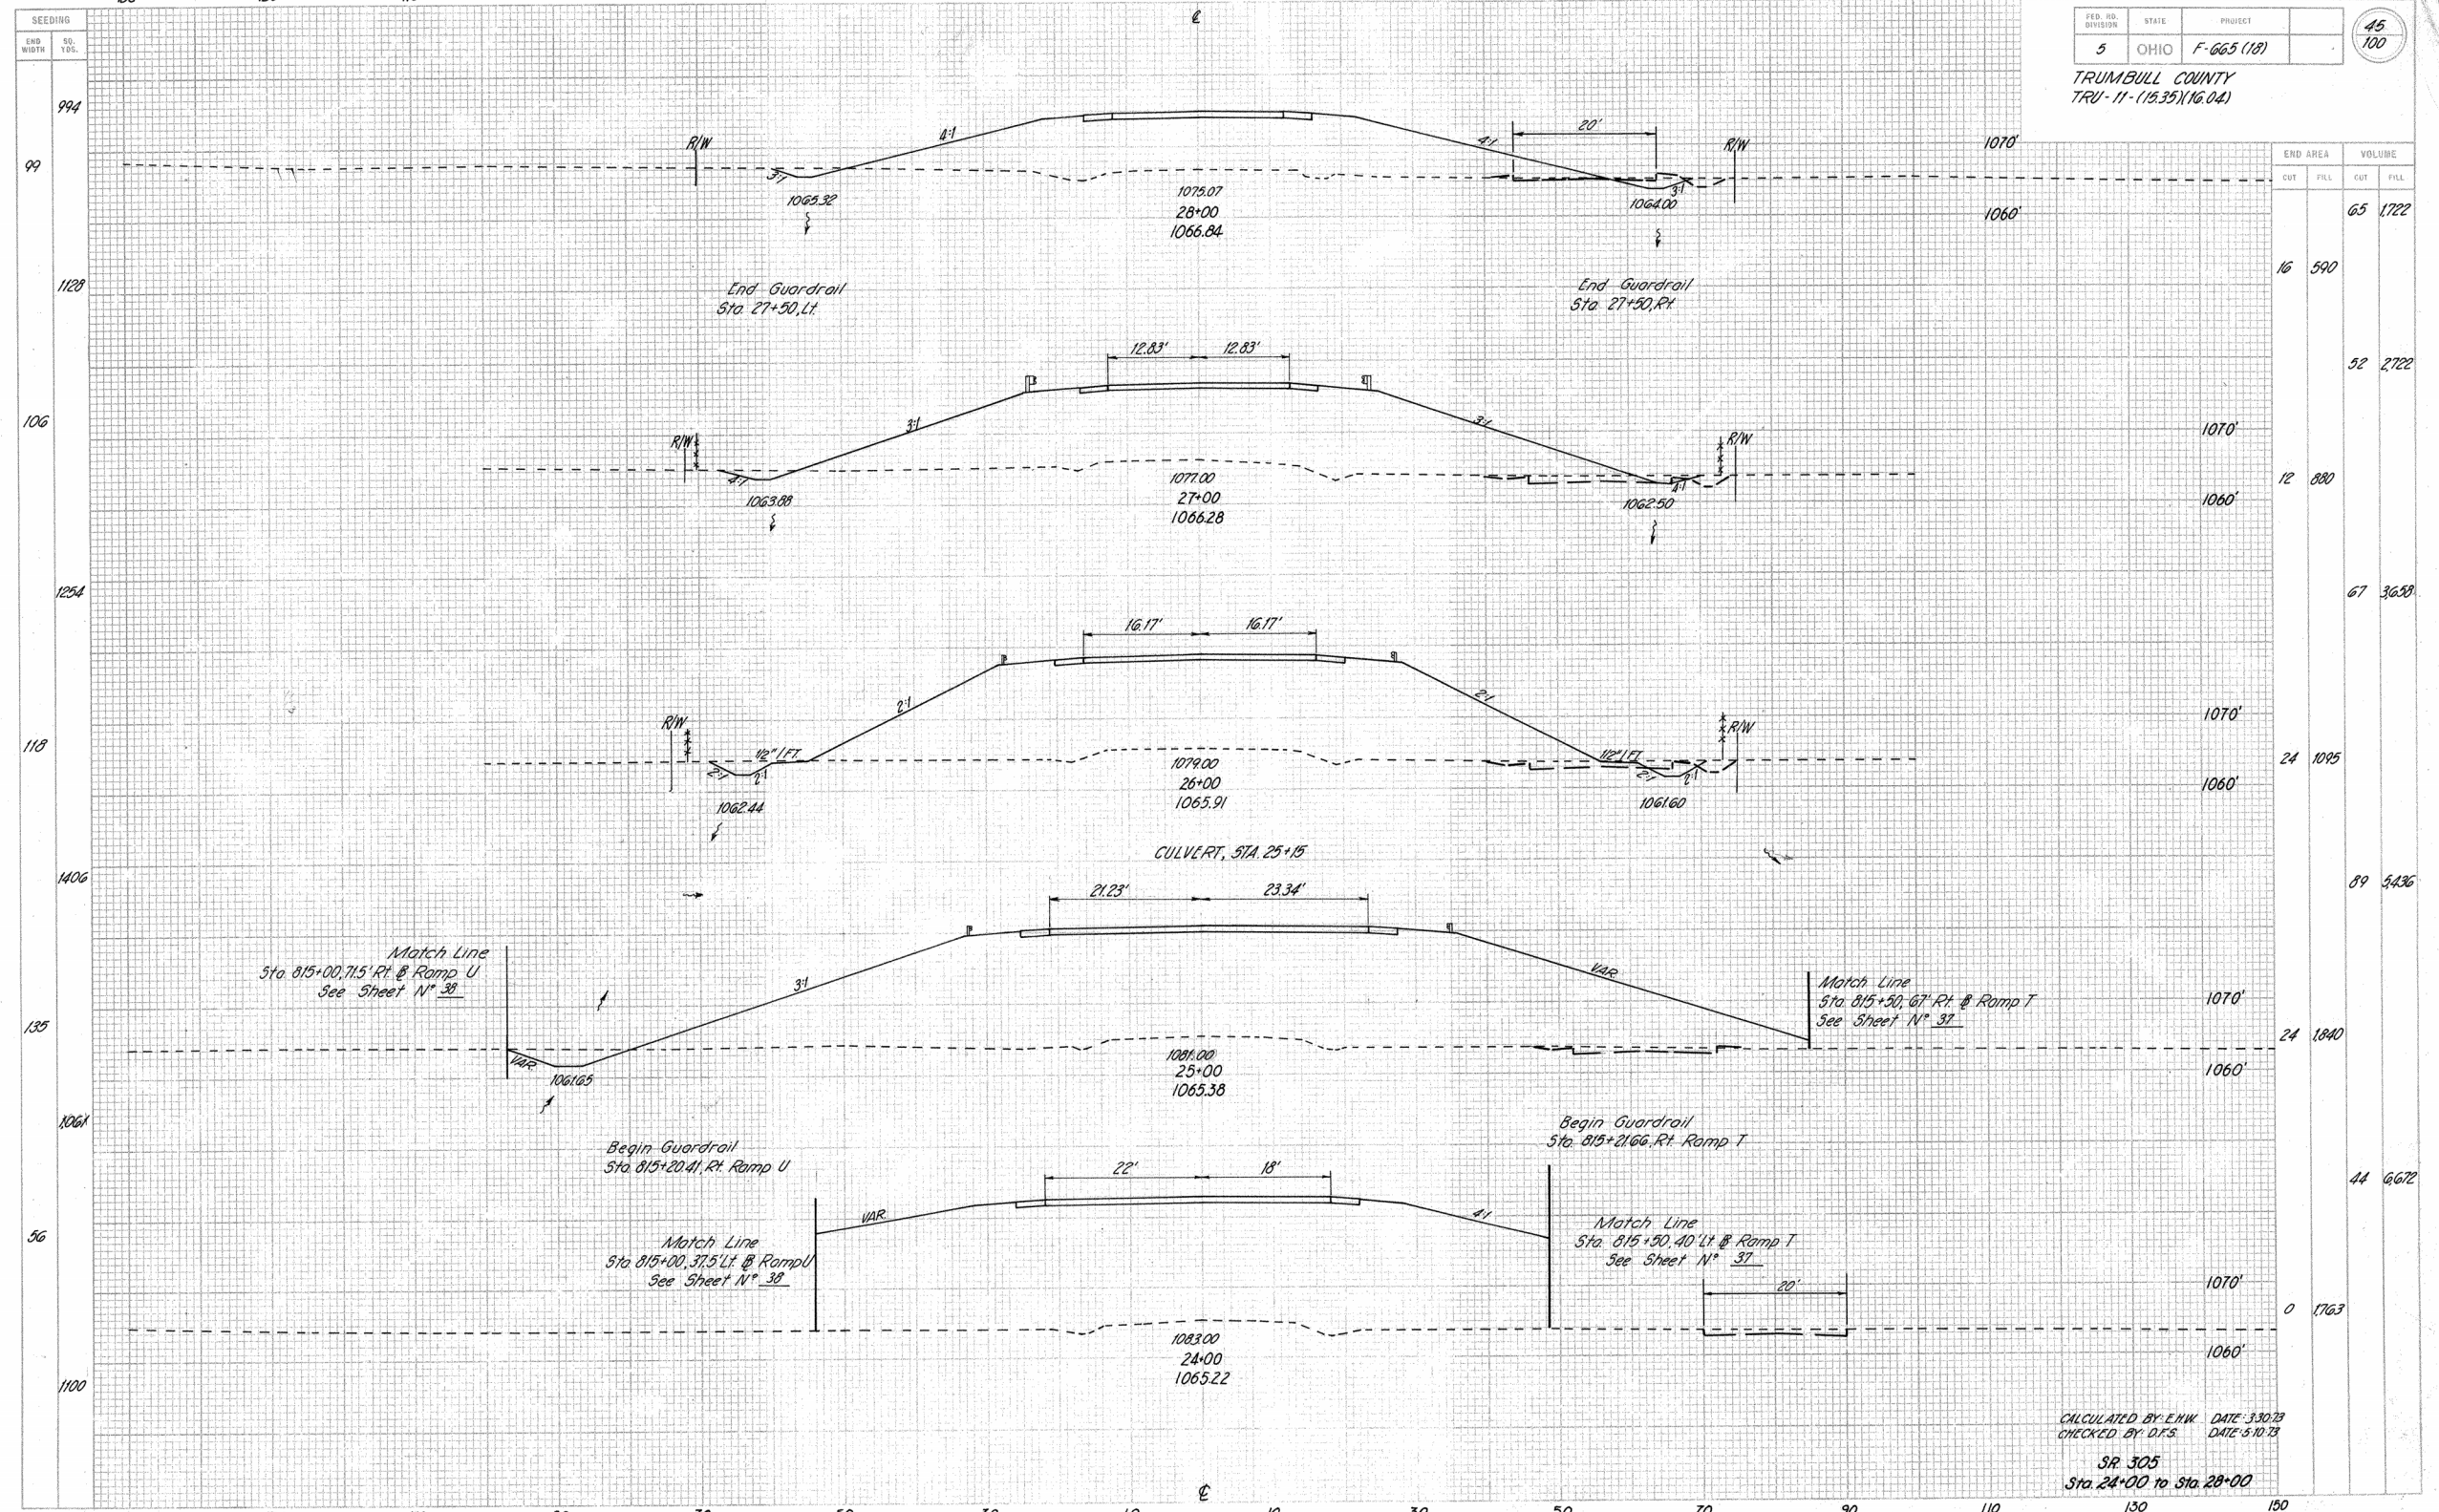 SEEDING
END WIDTH
SQ. YDS.
FED. RD. DIVISION
STATE
PROJECT
5
OHIO
F-665 (18)
45
100
TRUMBULL COUNTY
TRU-11-(15.35)(16.04)
END AREA
VOLUME
CUT
FILL
CUT
FILL
℄
994
99
R/W
3:1
4:1
1065.32
1075.07
28+00
1066.84
4:1
20'
3:1
1064.00
R/W
1070'
1060'
65
1,722
16
590
1128
End Guardrail
Sta. 27+50, Lt.
End Guardrail
Sta. 27+50, Rt.
52
2,722
12.83'
12.83'
106
R/W
4:1
3:1
1063.88
1077.00
27+00
1066.28
3:1
4:1
1062.50
R/W
1070'
1060'
12
880
1254
67
3,658
16.17'
16.17'
118
R/W
2:1
2:1
1/2"/FT.
2:1
1062.44
1079.00
26+00
1065.91
2:1
1/2"/FT.
2:1
2:1
1061.60
R/W
1070'
1060'
24
1095
CULVERT, STA. 25+15
1406
89
5,436
21.23'
23.34'
Match Line
Sta. 815+00, 71.5' Rt. ⅊ Ramp U
See Sheet Nº 38
3:1
VAR.
1061.65
135
1081.00
25+00
1065.38
VAR.
Match Line
Sta. 815+50, 67' Rt. ⅊ Ramp T
See Sheet Nº 37
1070'
1060'
24
1,840
1,061
Begin Guardrail
Sta. 815+20.41, Rt. Ramp U
Begin Guardrail
Sta. 815+21.66, Rt. Ramp T
44
6,672
22'
18'
56
VAR.
4:1
Match Line
Sta. 815+00, 37.5' Lt. ⅊ Ramp U
See Sheet Nº 38
Match Line
Sta. 815+50, 40' Lt. ⅊ Ramp T
See Sheet Nº 37
20'
1070'
1060'
0
1,763
1083.00
24+00
1065.22
1100
CALCULATED BY: E.H.W. DATE: 3-30-73
CHECKED BY: D.F.S. DATE: 5-10-73
SR 305
Sta. 24+00 to Sta. 28+00
℄
50 70 90 110 130 150